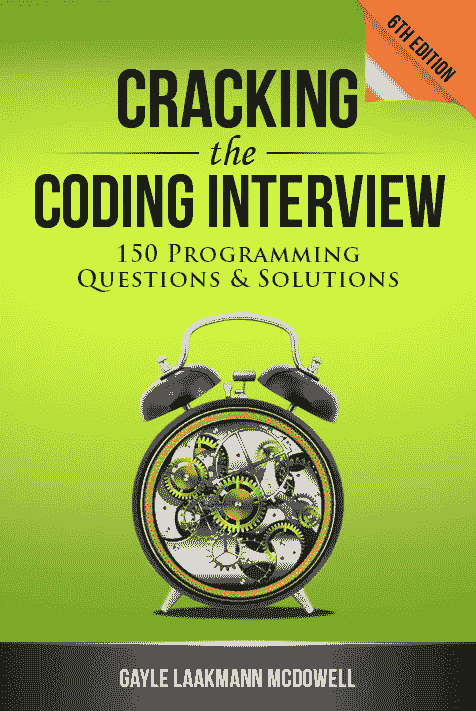 6TH EDITION
CRACKING
the
CODING INTERVIEW
150 PROGRAMMING
QUESTIONS & SOLUTIONS
GAYLE LAAKMANN MCDOWELL